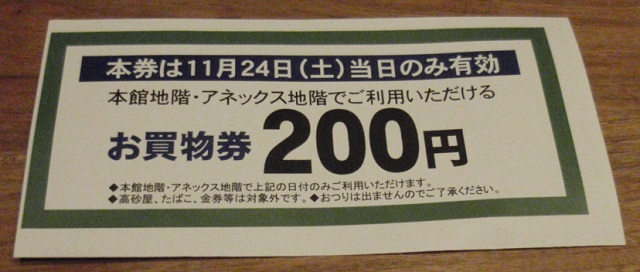 本券は11月24日(土)当日のみ有効
本館地階・アネックス地階でご利用いただける
お買物券200円
◆本館地階・アネックス地階で上記の日付のみご利用いただけます。
◆高砂屋、たばこ、金券等は対象外です。◆おつりは出ませんのでご了承ください。